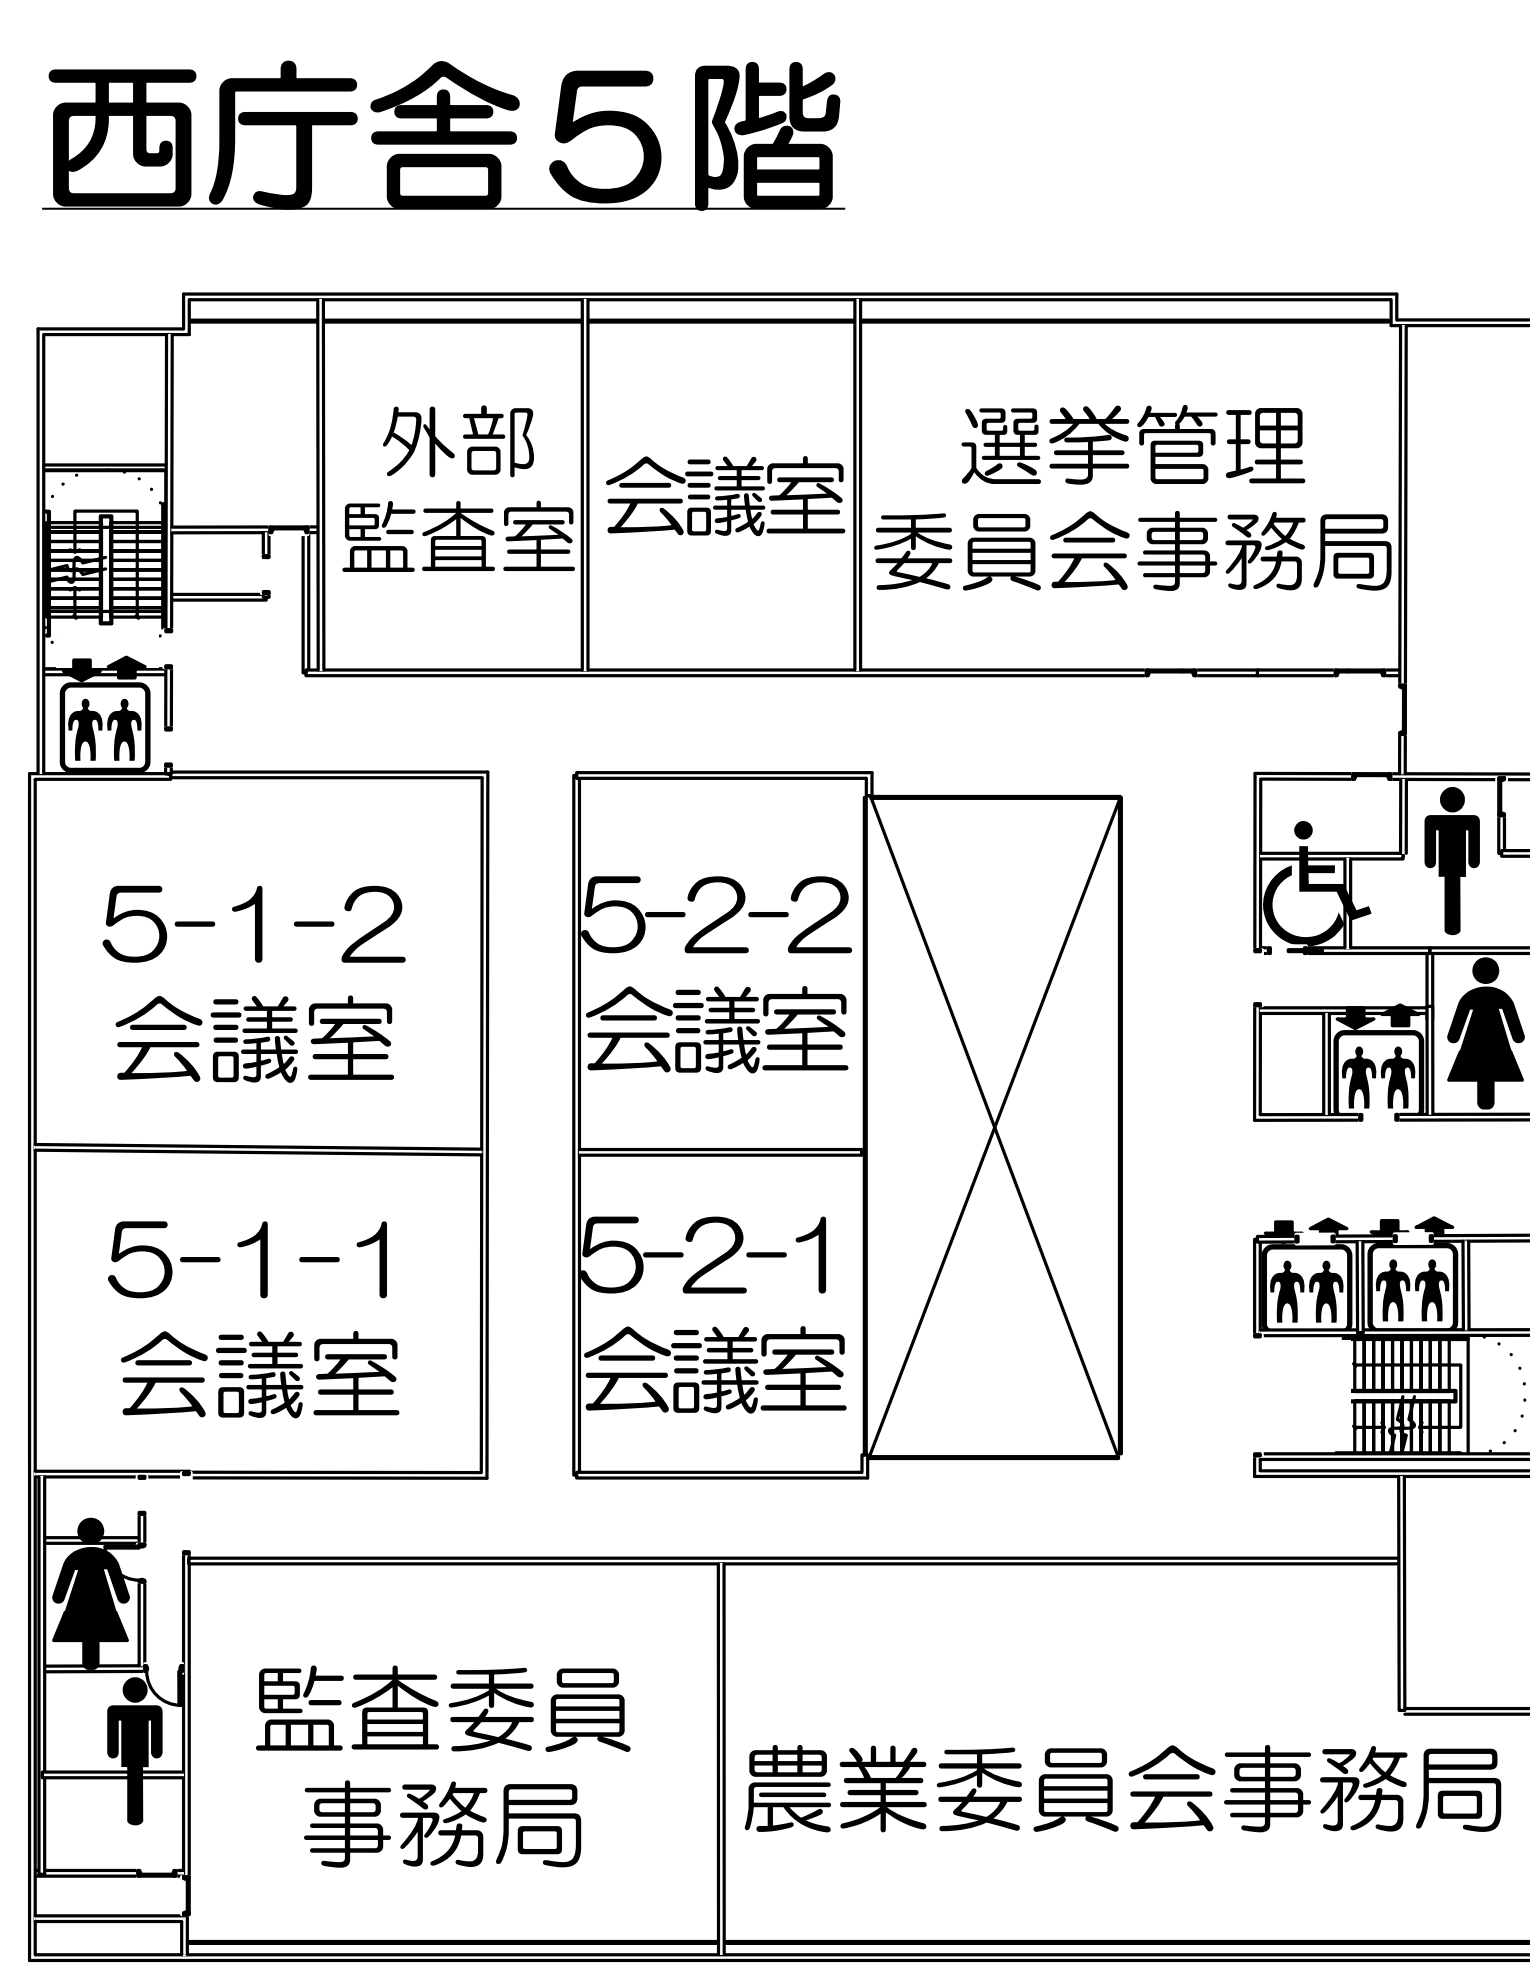 西庁舎５階
外部
監査室
会議室
選挙管理
委員会事務局
5-1-2
会議室
5-2-2
会議室
5-1-1
会議室
5-2-1
会議室
監査委員
事務局
農業委員会事務局